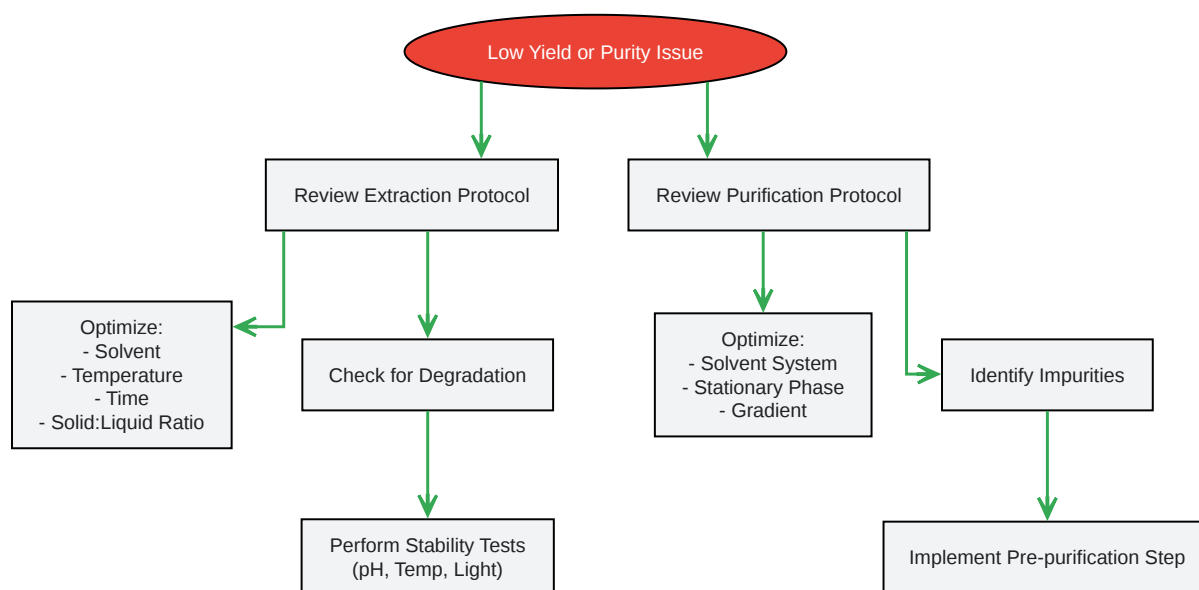 Low Yield or Purity Issue
Review Extraction Protocol
Review Purification Protocol
Optimize:
- Solvent
- Temperature
- Time
- Solid:Liquid Ratio
Check for Degradation
Optimize:
- Solvent System
- Stationary Phase
- Gradient
Identify Impurities
Perform Stability Tests
(pH, Temp, Light)
Implement Pre-purification Step